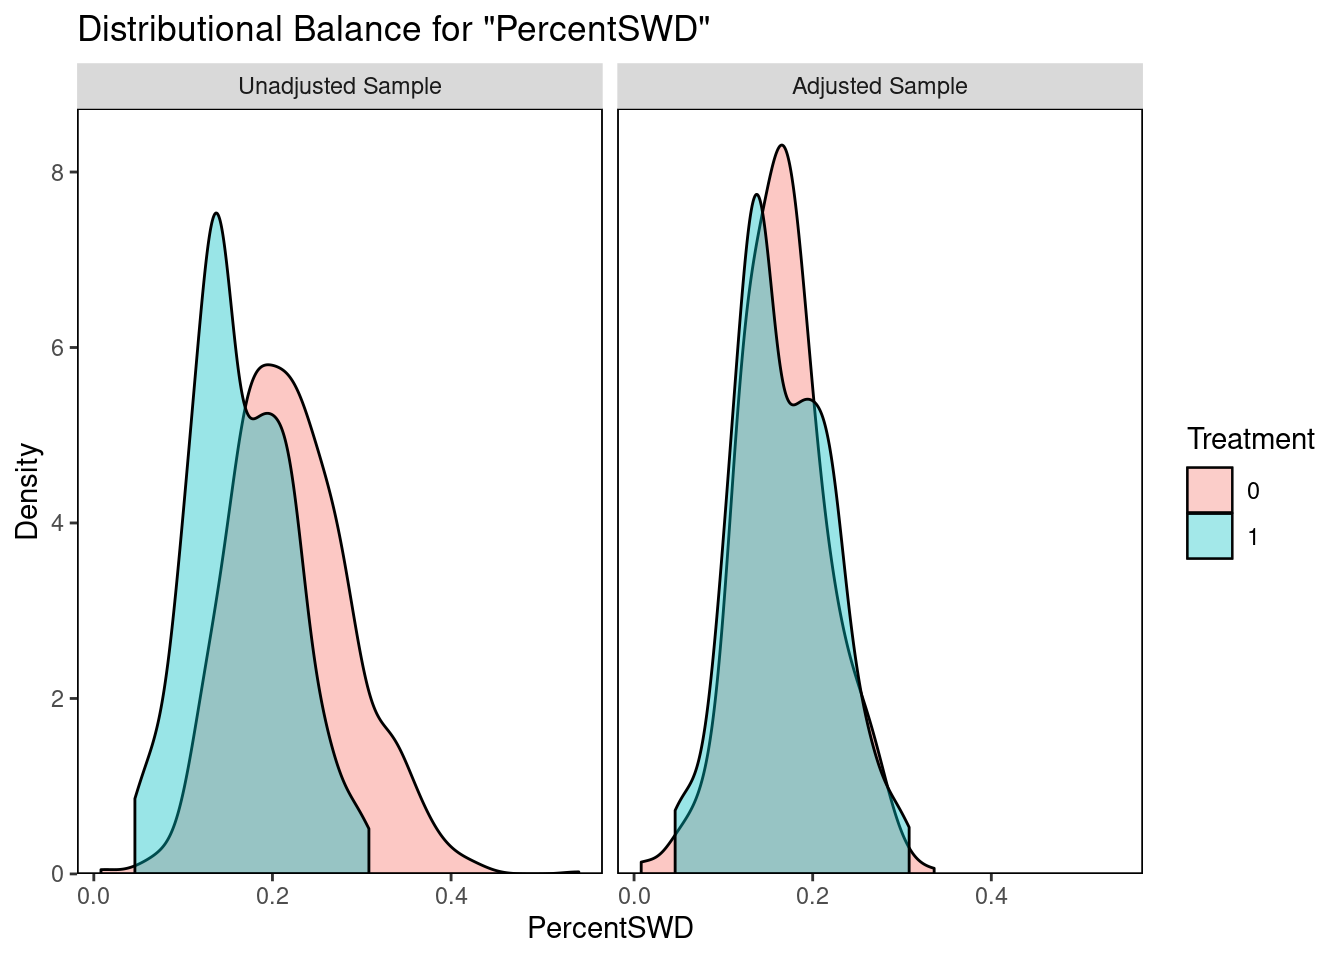 Distributional Balance for "PercentSWD"
Unadjusted Sample
Adjusted Sample
Density
8
6
4
2
0
0.0
0.2
0.4
0.0
0.2
0.4
PercentSWD
Treatment
0
1